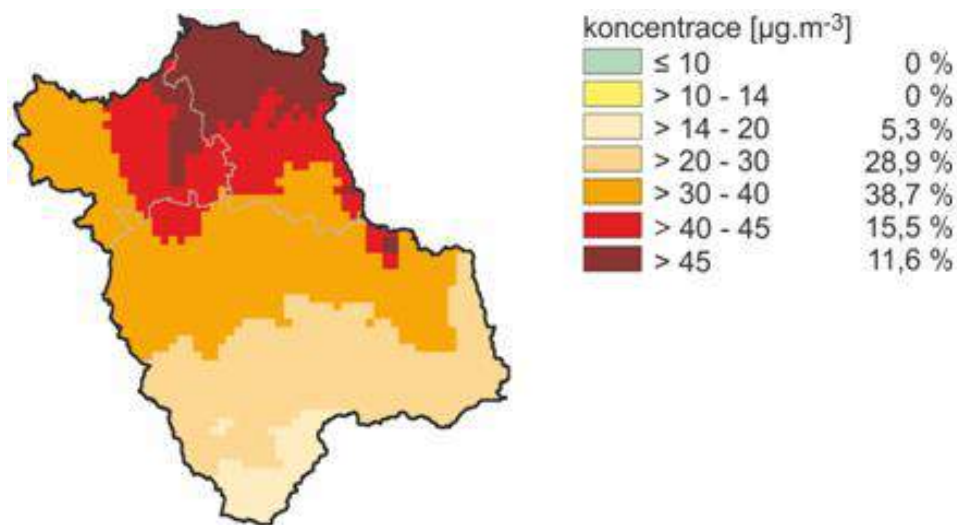 koncentrace [µg.m-3]
≤ 10 0 %
> 10 - 14 0 %
> 14 - 20 5,3 %
> 20 - 30 28,9 %
> 30 - 40 38,7 %
> 40 - 45 15,5 %
> 45 11,6 %